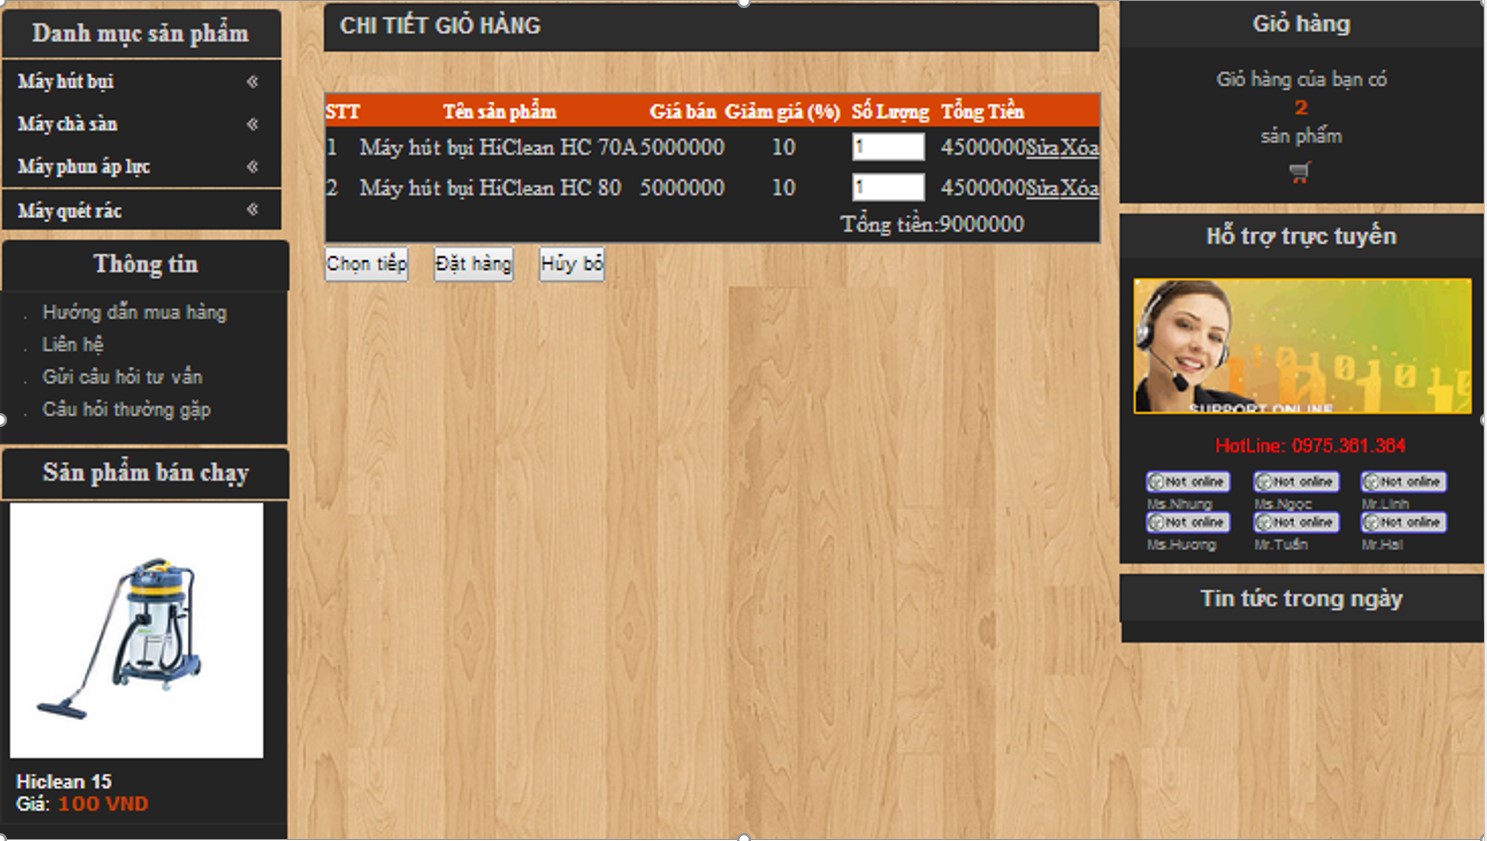 Danh mục sản phẩm
Máy hút bụi
Máy chà sàn
Máy phun áp lực
Máy quét rác
Thông tin
. Hướng dẫn mua hàng
. Liên hệ
. Gửi câu hỏi tư vấn
. Câu hỏi thường gặp
Sản phẩm bán chạy
Hiclean 15
Giá: 100 VND
CHI TIẾT GIỎ HÀNG
STT Tên sản phẩm Giá bán Giảm giá (%) Số Lượng Tổng Tiền
1 Máy hút bụi HiClean HC 70A 5000000 10 1 4500000 Sửa Xóa
2 Máy hút bụi HiClean HC 80 5000000 10 1 4500000 Sửa Xóa
Tổng tiền:9000000
Chọn tiếp Đặt hàng Hủy bỏ
Giỏ hàng
Giỏ hàng của bạn có
2
sản phẩm
Hỗ trợ trực tuyến
SUPPORT ONLINE
HotLine: 0975.361.364
Not online Not online Not online
Ms.Nhung Ms.Ngọc Mr.Linh
Not online Not online Not online
Ms.Hương Mr.Tuấn Mr.Hai
Tin tức trong ngày